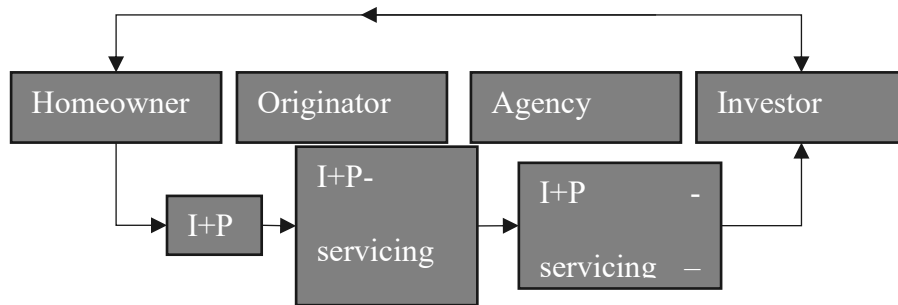 Homeowner
Originator
Agency
Investor
I+P
I+P-
servicing
I+P -
servicing –